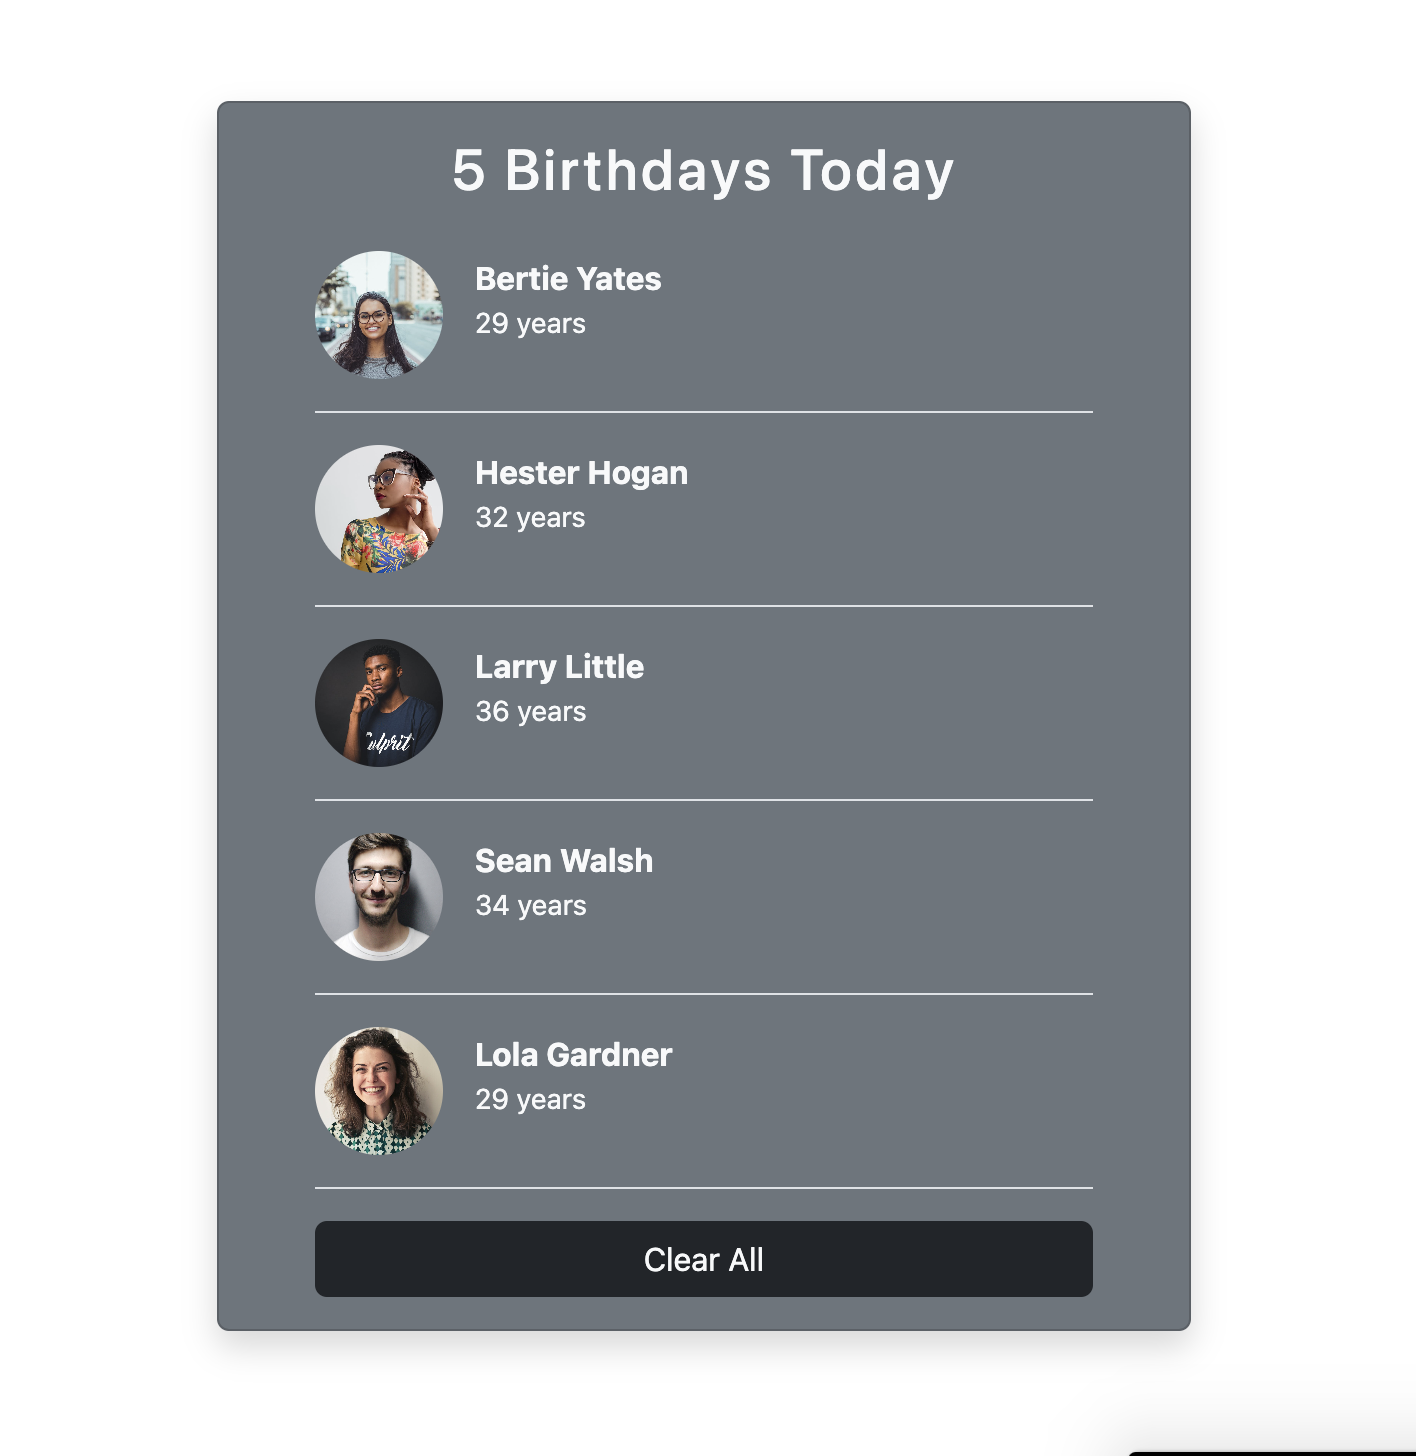 5 Birthdays Today
Bertie Yates
29 years
Hester Hogan
32 years
Larry Little
36 years
Sean Walsh
34 years
Lola Gardner
29 years
Clear All